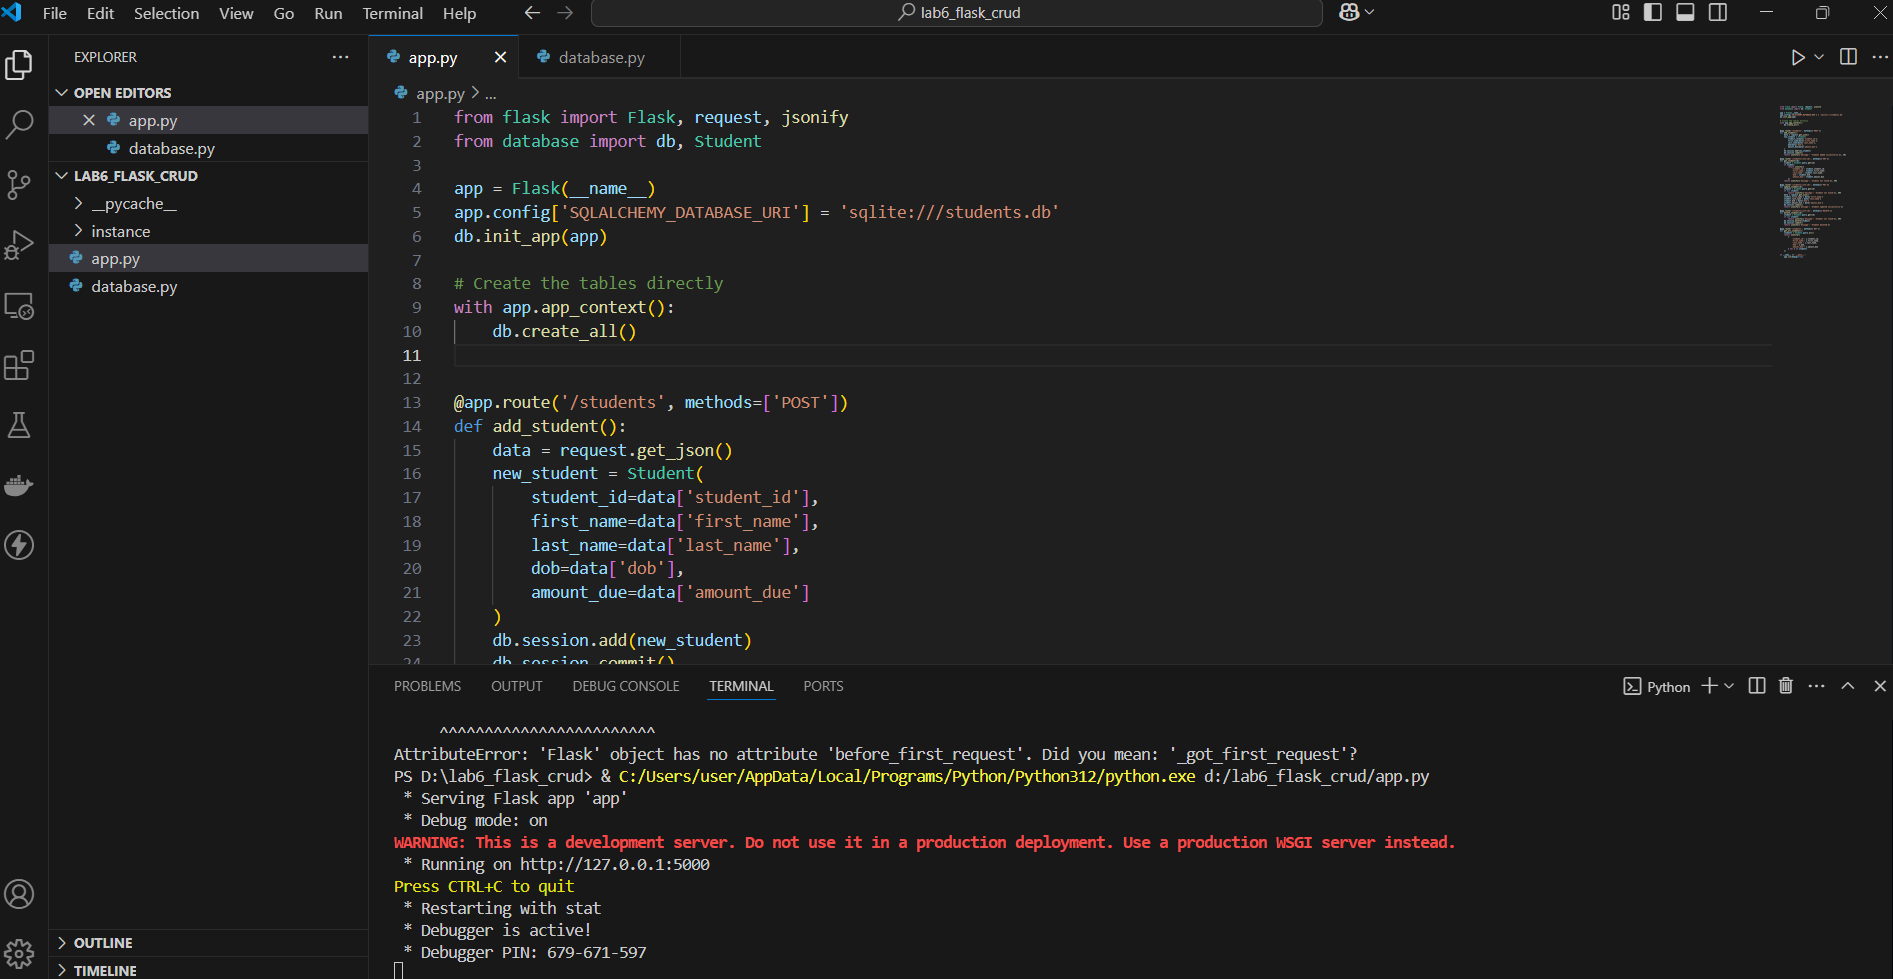 File Edit Selection View Go Run Terminal Help
lab6_flask_crud
EXPLORER
OPEN EDITORS
app.py
database.py
LAB6_FLASK_CRUD
__pycache__
instance
app.py
database.py
OUTLINE
TIMELINE
app.py
database.py
app.py > ...
1 from flask import Flask, request, jsonify
2 from database import db, Student
3
4 app = Flask(__name__)
5 app.config['SQLALCHEMY_DATABASE_URI'] = 'sqlite:///students.db'
6 db.init_app(app)
7
8 # Create the tables directly
9 with app.app_context():
10 db.create_all()
11
12
13 @app.route('/students', methods=['POST'])
14 def add_student():
15 data = request.get_json()
16 new_student = Student(
17 student_id=data['student_id'],
18 first_name=data['first_name'],
19 last_name=data['last_name'],
20 dob=data['dob'],
21 amount_due=data['amount_due']
22 )
23 db.session.add(new_student)
24 db.session.commit()
PROBLEMS OUTPUT DEBUG CONSOLE TERMINAL PORTS
Python
^^^^^^^^^^^^^^^^^^^^^^^^
AttributeError: 'Flask' object has no attribute 'before_first_request'. Did you mean: '_got_first_request'?
PS D:\lab6_flask_crud> & C:/Users/user/AppData/Local/Programs/Python/Python312/python.exe d:/lab6_flask_crud/app.py
* Serving Flask app 'app'
* Debug mode: on
WARNING: This is a development server. Do not use it in a production deployment. Use a production WSGI server instead.
* Running on http://127.0.0.1:5000
Press CTRL+C to quit
* Restarting with stat
* Debugger is active!
* Debugger PIN: 679-671-597